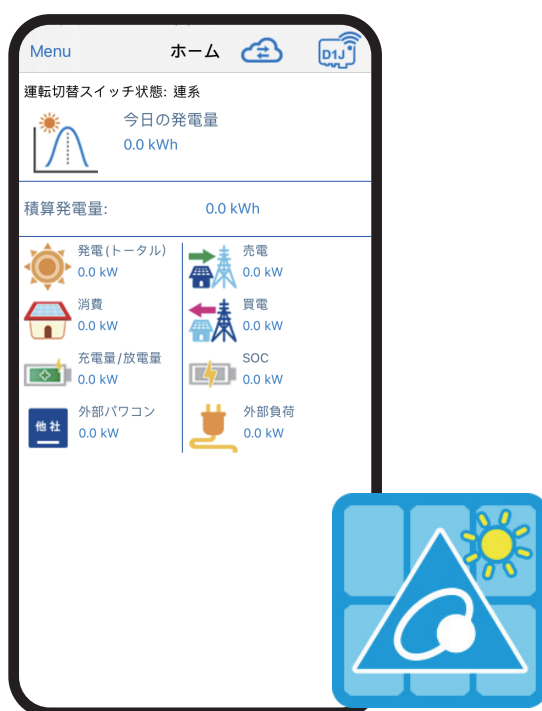 Menu ホーム D1J
運転切替スイッチ状態: 連系
今日の発電量
0.0 kWh
積算発電量: 0.0 kWh
発電(トータル)
0.0 kW
売電
0.0 kW
消費
0.0 kW
買電
0.0 kW
充電量/放電量
0.0 kW
SOC
0.0 kW
他社
外部パワコン
0.0 kW
外部負荷
0.0 kW